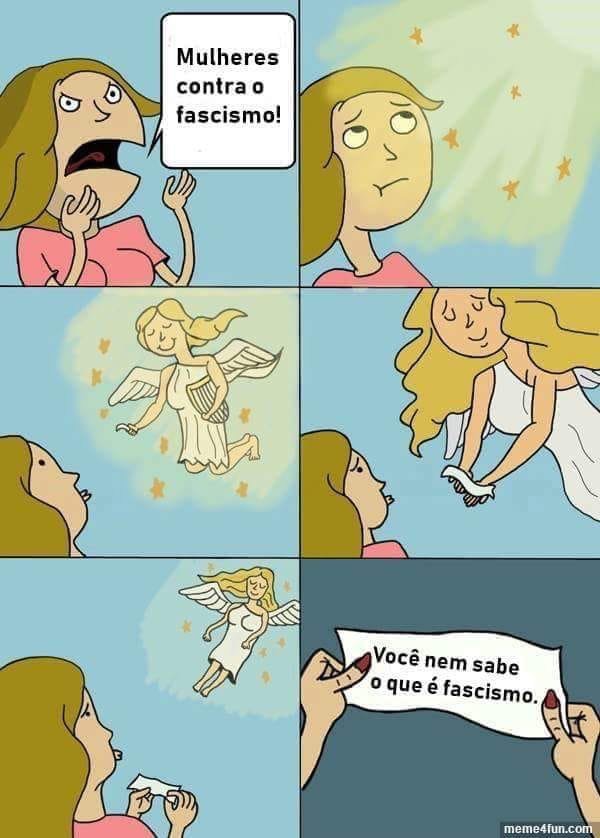 Mulheres
contra o
fascismo!
Você nem sabe
o que é fascismo.
meme4fun.com